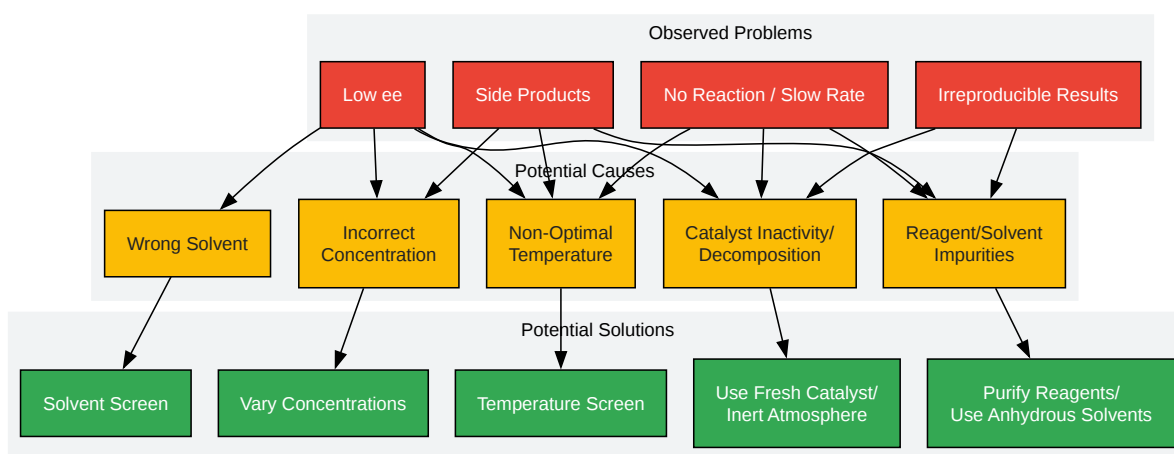 Observed Problems
Low ee
Side Products
No Reaction / Slow Rate
Irreproducible Results
Potential Causes
Wrong Solvent
Incorrect
Concentration
Non-Optimal
Temperature
Catalyst Inactivity/
Decomposition
Reagent/Solvent
Impurities
Potential Solutions
Solvent Screen
Vary Concentrations
Temperature Screen
Use Fresh Catalyst/
Inert Atmosphere
Purify Reagents/
Use Anhydrous Solvents